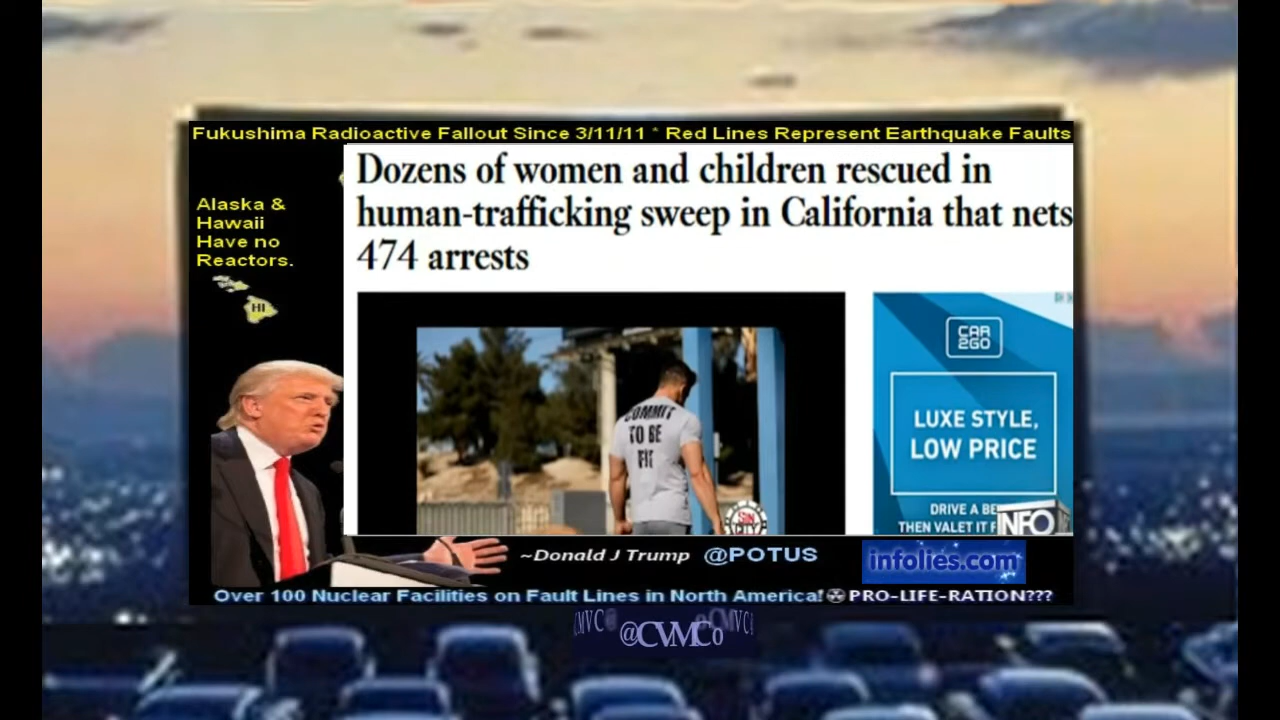 Fukushima Radioactive Fallout Since 3/11/11 * Red Lines Represent Earthquake Faults
Dozens of women and children rescued in
human-trafficking sweep in California that nets
474 arrests
Alaska &
Hawaii
Have no
Reactors.
HI
COMMIT
TO BE
FIT
SIN
CITY
CAR
2GO
LUXE STYLE,
LOW PRICE
DRIVE A BE
THEN VALET IT F
INFO
~Donald J Trump @POTUS
infolies.com
Over 100 Nuclear Facilities on Fault Lines in North America!☢PRO-LIFE-RATION???
@CVMCo